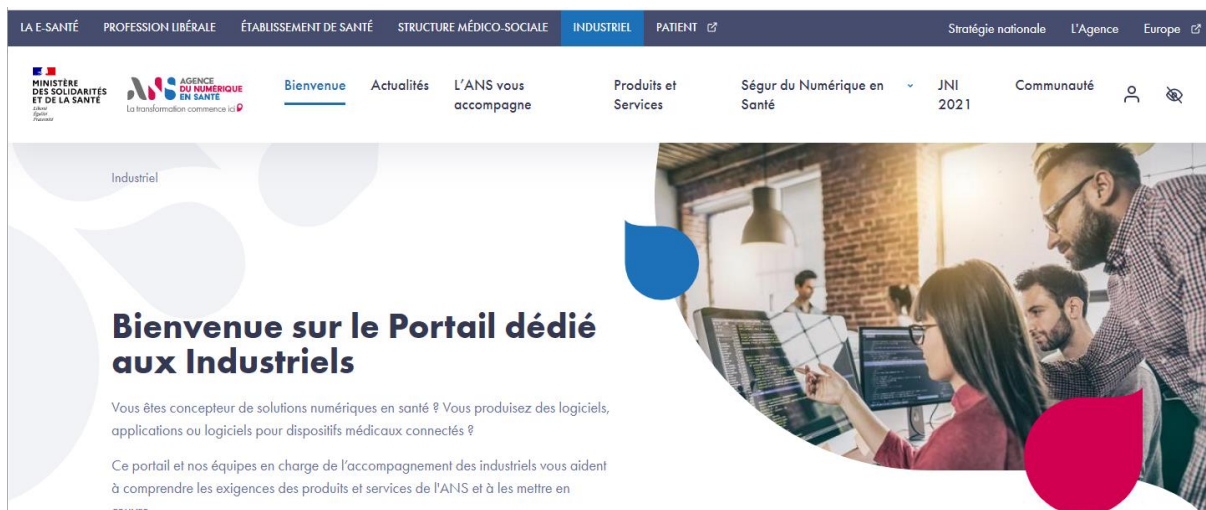 LA E-SANTÉ PROFESSION LIBÉRALE ÉTABLISSEMENT DE SANTÉ STRUCTURE MÉDICO-SOCIALE INDUSTRIEL PATIENT Stratégie nationale L'Agence Europe
MINISTÈRE
DES SOLIDARITÉS
ET DE LA SANTÉ
Liberté
Égalité
Fraternité
ANS AGENCE
DU NUMÉRIQUE
EN SANTÉ
La transformation commence ici
Bienvenue Actualités L'ANS vous
accompagne
Produits et
Services
Ségur du Numérique en
Santé
JNI
2021
Communauté
Industriel
Bienvenue sur le Portail dédié
aux Industriels
Vous êtes concepteur de solutions numériques en santé ? Vous produisez des logiciels,
applications ou logiciels pour dispositifs médicaux connectés ?
Ce portail et nos équipes en charge de l'accompagnement des industriels vous aident
à comprendre les exigences des produits et services de l'ANS et à les mettre en